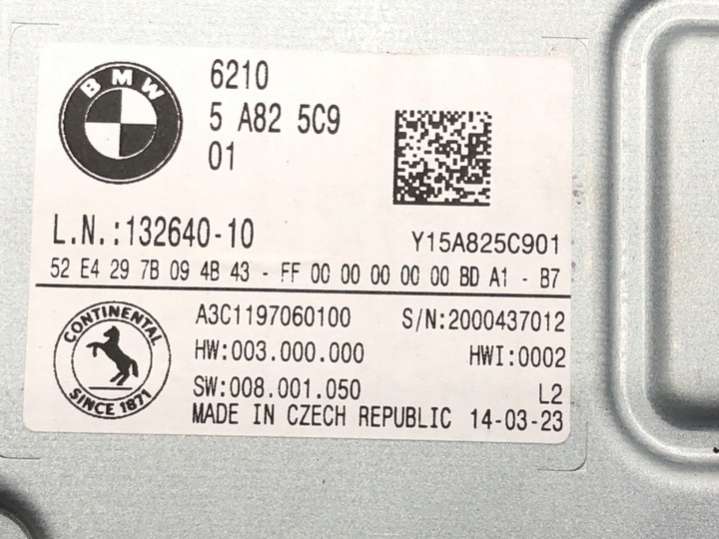 BMW
6210
5 A82 5C9
01
L.N.:132640-10
Y15A825C901
52 E4 29 7B 09 4B 43 - FF 00 00 00 00 00 BD A1 - B7
CONTINENTAL
SINCE 1871
A3C1197060100 S/N:2000437012
HW:003.000.000 HWI:0002
SW:008.001.050 L2
MADE IN CZECH REPUBLIC 14-03-23